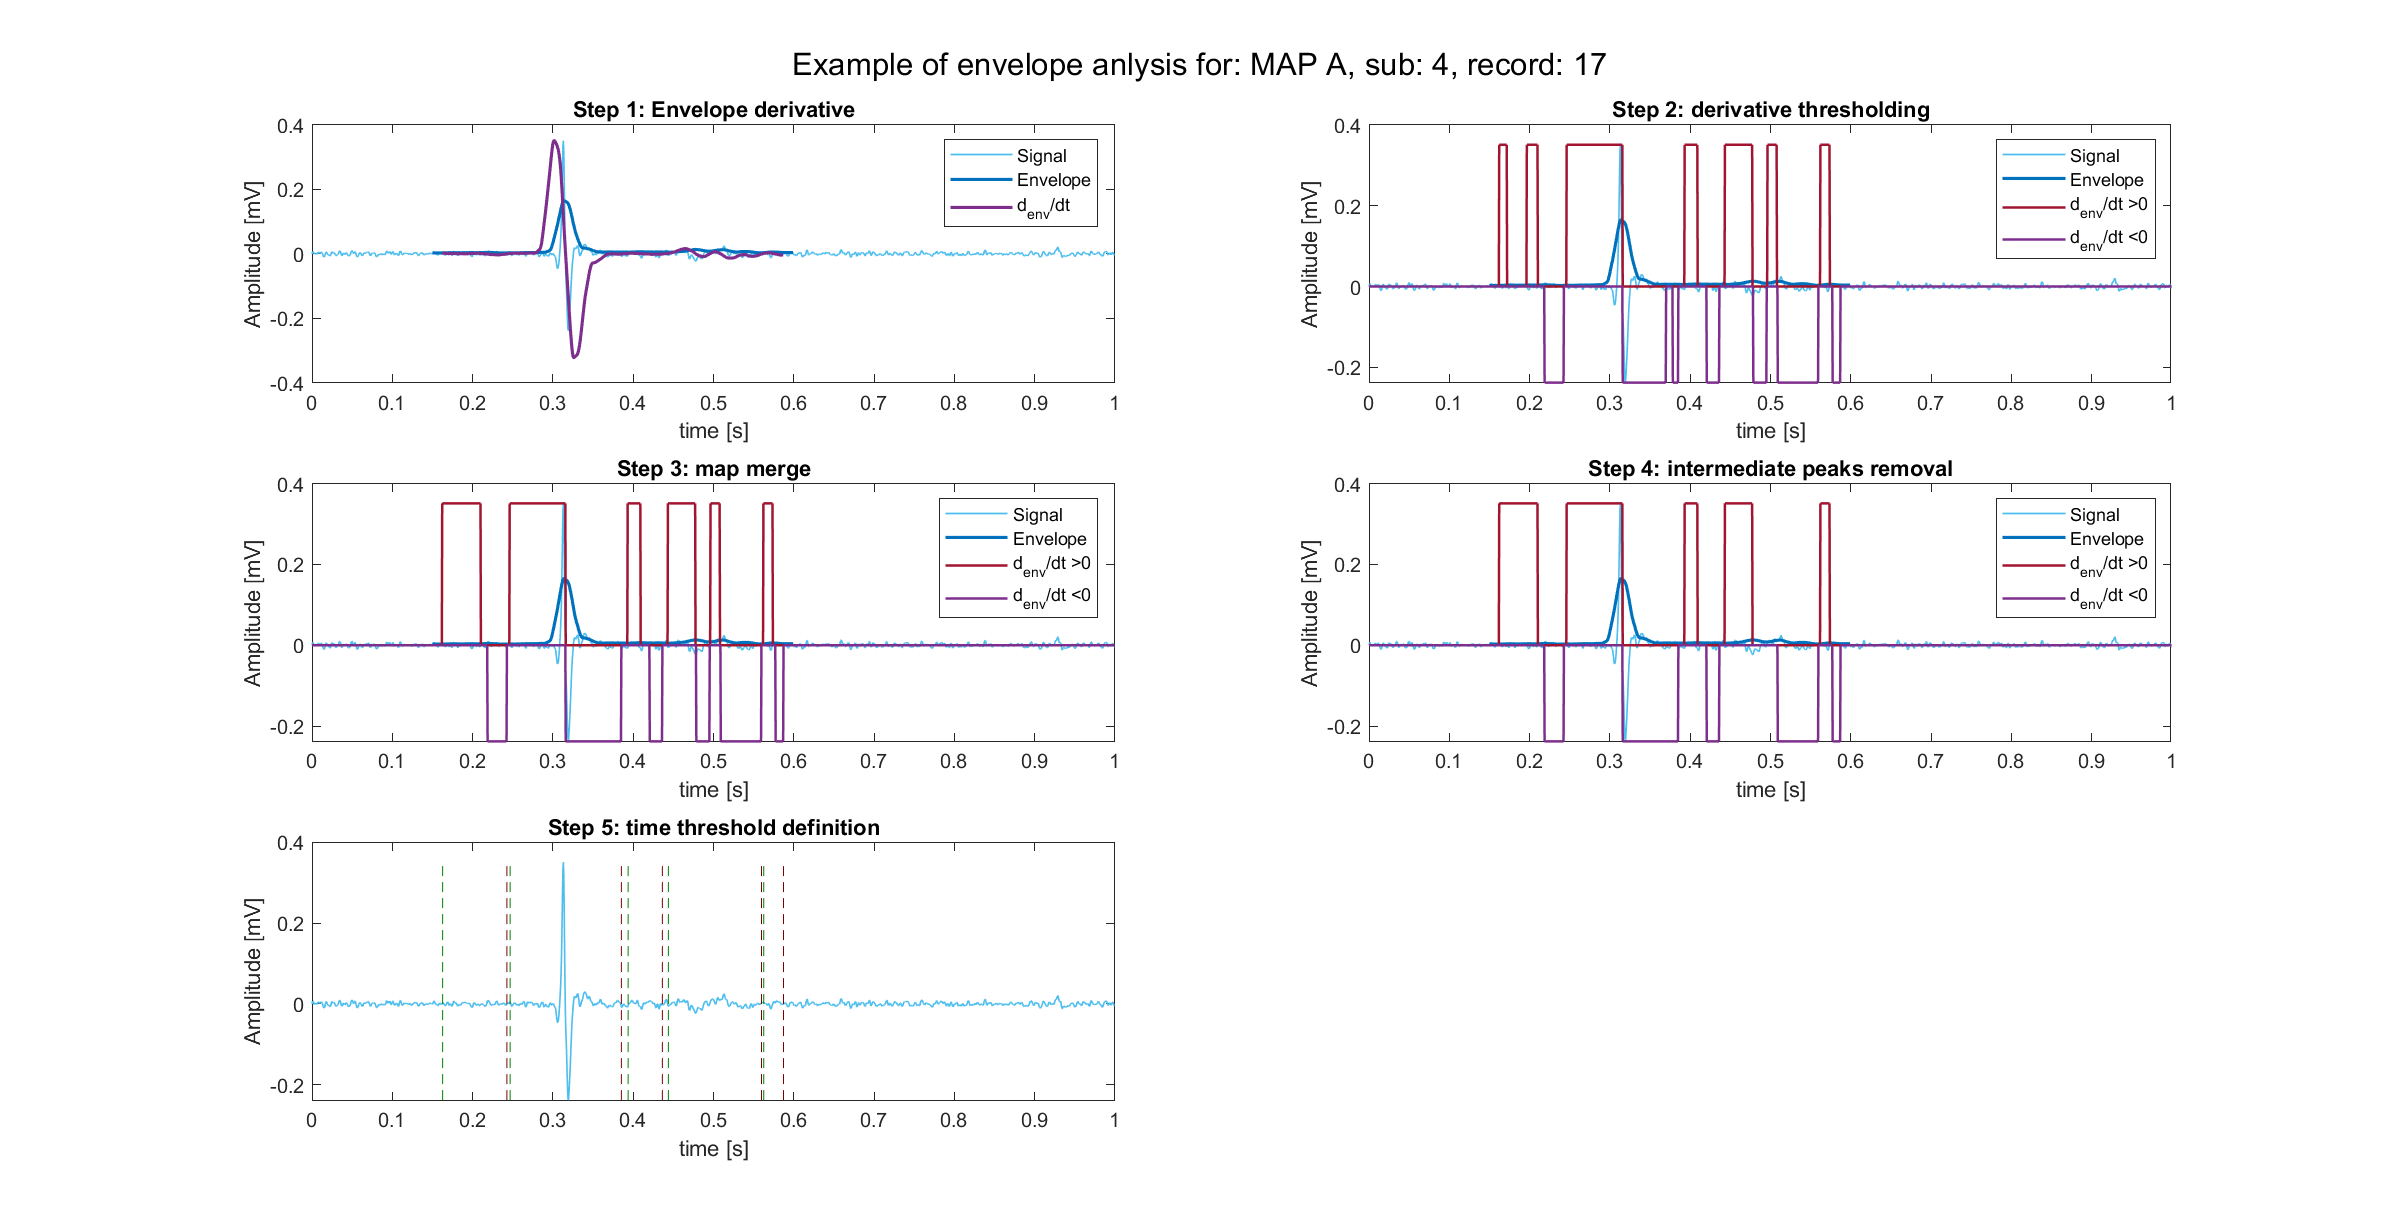 Example of envelope anlysis for: MAP A, sub: 4, record: 17
Step 1: Envelope derivative
Amplitude [mV]
0.4
0.2
0
-0.2
-0.4
0 0.1 0.2 0.3 0.4 0.5 0.6 0.7 0.8 0.9 1
time [s]
Signal
Envelope
d_env/dt
Step 2: derivative thresholding
Amplitude [mV]
0.4
0.2
0
-0.2
0 0.1 0.2 0.3 0.4 0.5 0.6 0.7 0.8 0.9 1
time [s]
Signal
Envelope
d_env/dt >0
d_env/dt <0
Step 3: map merge
Amplitude [mV]
0.4
0.2
0
-0.2
0 0.1 0.2 0.3 0.4 0.5 0.6 0.7 0.8 0.9 1
time [s]
Signal
Envelope
d_env/dt >0
d_env/dt <0
Step 4: intermediate peaks removal
Amplitude [mV]
0.4
0.2
0
-0.2
0 0.1 0.2 0.3 0.4 0.5 0.6 0.7 0.8 0.9 1
time [s]
Signal
Envelope
d_env/dt >0
d_env/dt <0
Step 5: time threshold definition
Amplitude [mV]
0.4
0.2
0
-0.2
0 0.1 0.2 0.3 0.4 0.5 0.6 0.7 0.8 0.9 1
time [s]